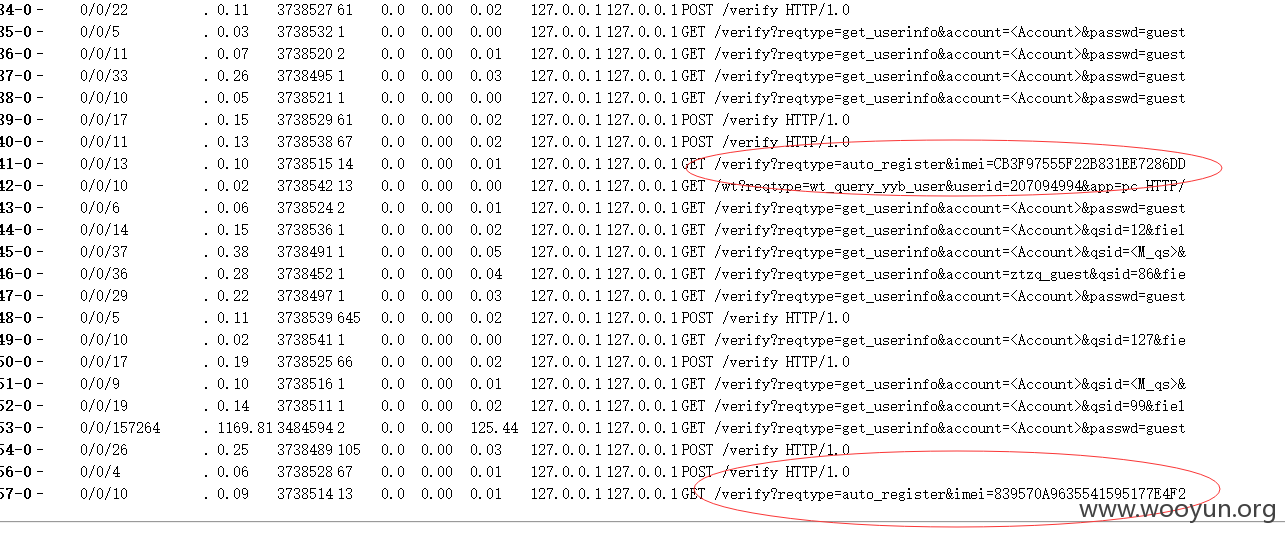 34-0 - 0/0/22 . 0.11 3738527 61 0.0 0.00 0.02 127.0.0.1 127.0.0.1 POST /verify HTTP/1.0
35-0 - 0/0/5 . 0.03 3738532 1 0.0 0.00 0.00 127.0.0.1 127.0.0.1 GET /verify?reqtype=get_userinfo&account=<Account>&passwd=guest
36-0 - 0/0/11 . 0.07 3738520 2 0.0 0.00 0.01 127.0.0.1 127.0.0.1 GET /verify?reqtype=get_userinfo&account=<Account>&passwd=guest
37-0 - 0/0/33 . 0.26 3738495 1 0.0 0.00 0.03 127.0.0.1 127.0.0.1 GET /verify?reqtype=get_userinfo&account=<Account>&passwd=guest
38-0 - 0/0/10 . 0.05 3738521 1 0.0 0.00 0.00 127.0.0.1 127.0.0.1 GET /verify?reqtype=get_userinfo&account=<Account>&passwd=guest
39-0 - 0/0/17 . 0.15 3738529 61 0.0 0.00 0.02 127.0.0.1 127.0.0.1 POST /verify HTTP/1.0
40-0 - 0/0/11 . 0.13 3738538 67 0.0 0.00 0.02 127.0.0.1 127.0.0.1 POST /verify HTTP/1.0
41-0 - 0/0/13 . 0.10 3738515 14 0.0 0.00 0.01 127.0.0.1 127.0.0.1 GET /verify?reqtype=auto_register&imei=CB3F97555F22B831EE7286DD
42-0 - 0/0/10 . 0.02 3738542 13 0.0 0.00 0.00 127.0.0.1 127.0.0.1 GET /wt?reqtype=wt_query_yyb_user&userid=207094994&app=pc HTTP/
43-0 - 0/0/6 . 0.06 3738524 2 0.0 0.00 0.01 127.0.0.1 127.0.0.1 GET /verify?reqtype=get_userinfo&account=<Account>&passwd=guest
44-0 - 0/0/14 . 0.15 3738536 1 0.0 0.00 0.02 127.0.0.1 127.0.0.1 GET /verify?reqtype=get_userinfo&account=<Account>&qsid=12&fiel
45-0 - 0/0/37 . 0.38 3738491 1 0.0 0.00 0.05 127.0.0.1 127.0.0.1 GET /verify?reqtype=get_userinfo&account=<Account>&qsid=<M_qs>&
46-0 - 0/0/36 . 0.28 3738452 1 0.0 0.00 0.04 127.0.0.1 127.0.0.1 GET /verify?reqtype=get_userinfo&account=ztzq_guest&qsid=86&fie
47-0 - 0/0/29 . 0.22 3738497 1 0.0 0.00 0.03 127.0.0.1 127.0.0.1 GET /verify?reqtype=get_userinfo&account=<Account>&passwd=guest
48-0 - 0/0/5 . 0.11 3738539 645 0.0 0.00 0.02 127.0.0.1 127.0.0.1 POST /verify HTTP/1.0
49-0 - 0/0/10 . 0.02 3738541 1 0.0 0.00 0.00 127.0.0.1 127.0.0.1 GET /verify?reqtype=get_userinfo&account=<Account>&qsid=127&fie
50-0 - 0/0/17 . 0.19 3738525 66 0.0 0.00 0.02 127.0.0.1 127.0.0.1 POST /verify HTTP/1.0
51-0 - 0/0/9 . 0.10 3738516 1 0.0 0.00 0.01 127.0.0.1 127.0.0.1 GET /verify?reqtype=get_userinfo&account=<Account>&qsid=<M_qs>&
52-0 - 0/0/19 . 0.14 3738511 1 0.0 0.00 0.02 127.0.0.1 127.0.0.1 GET /verify?reqtype=get_userinfo&account=<Account>&qsid=99&fiel
53-0 - 0/0/157264 . 1169.81 3484594 2 0.0 0.00 125.44 127.0.0.1 127.0.0.1 GET /verify?reqtype=get_userinfo&account=<Account>&passwd=guest
54-0 - 0/0/26 . 0.25 3738489 105 0.0 0.00 0.03 127.0.0.1 127.0.0.1 POST /verify HTTP/1.0
56-0 - 0/0/4 . 0.06 3738528 67 0.0 0.00 0.01 127.0.0.1 127.0.0.1 POST /verify HTTP/1.0
57-0 - 0/0/10 . 0.09 3738514 13 0.0 0.00 0.01 127.0.0.1 127.0.0.1 GET /verify?reqtype=auto_register&imei=839570A9635541595177E4F2
www.wooyun.org